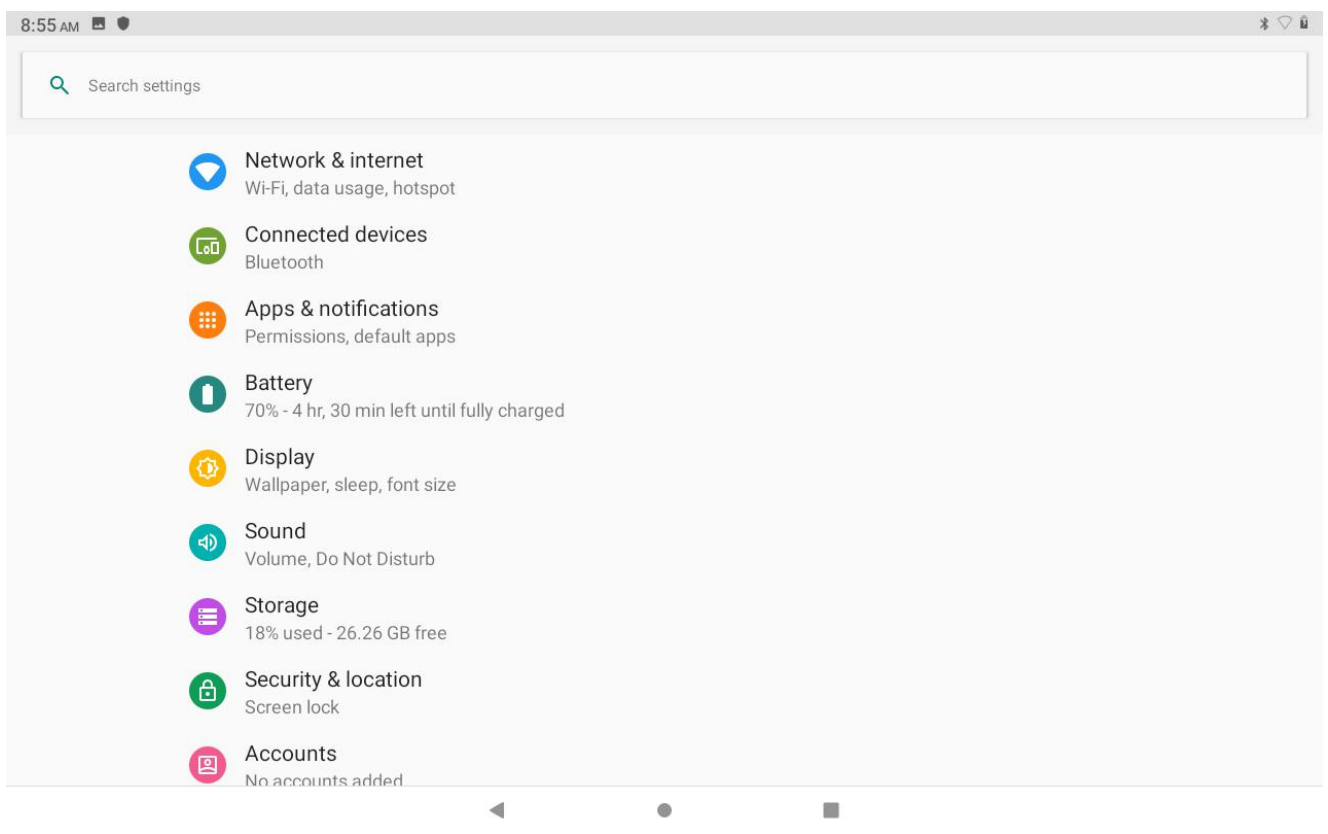 8:55 AM
Search settings
Network & internet
Wi-Fi, data usage, hotspot
Connected devices
Bluetooth
Apps & notifications
Permissions, default apps
Battery
70% - 4 hr, 30 min left until fully charged
Display
Wallpaper, sleep, font size
Sound
Volume, Do Not Disturb
Storage
18% used - 26.26 GB free
Security & location
Screen lock
Accounts
No accounts added